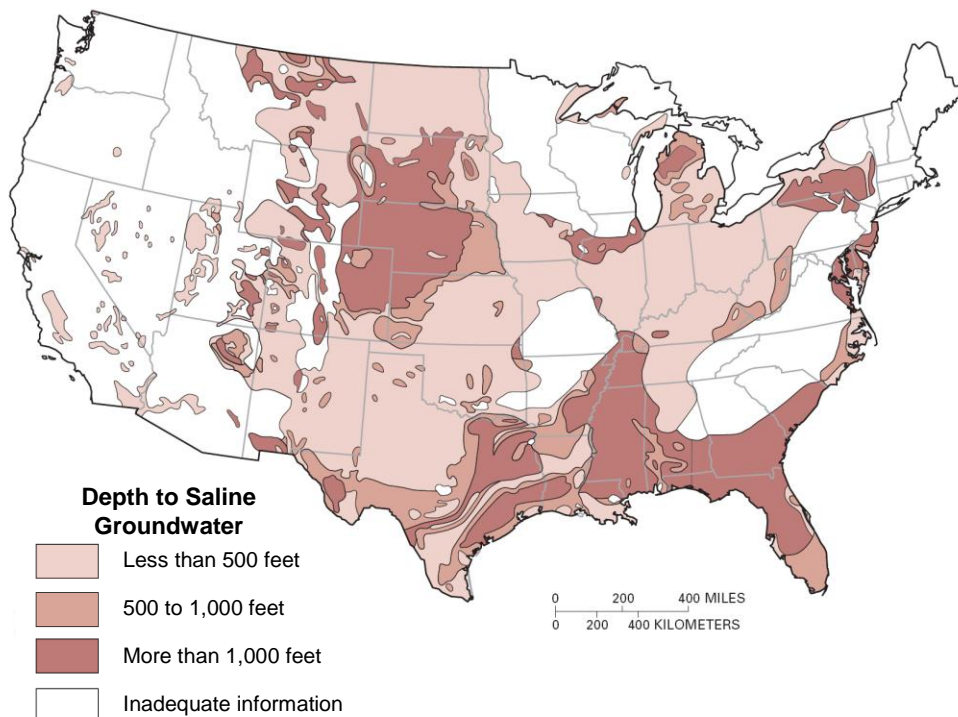 Depth to Saline
Groundwater
Less than 500 feet
500 to 1,000 feet
More than 1,000 feet
Inadequate information
0 200 400 MILES
0 200 400 KILOMETERS